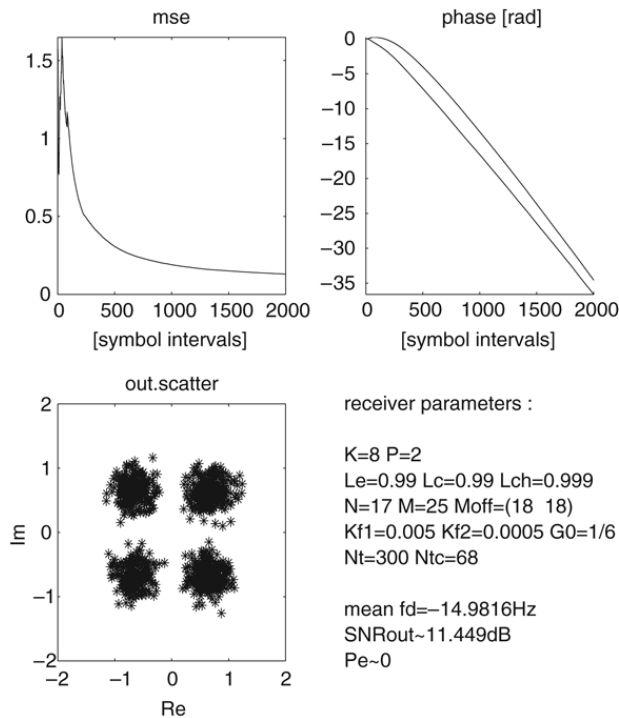 mse
1.5
1
0.5
0
0 500 1000 1500 2000
[symbol intervals]
phase [rad]
0
−5
−10
−15
−20
−25
−30
−35
0 500 1000 1500 2000
[symbol intervals]
out.scatter
2
1
0
−1
−2
Im
−2 −1 0 1 2
Re
receiver parameters :
K=8 P=2
Le=0.99 Lc=0.99 Lch=0.999
N=17 M=25 Moff=(18 18)
Kf1=0.005 Kf2=0.0005 G0=1/6
Nt=300 Ntc=68
mean fd=−14.9816Hz
SNRout~11.449dB
Pe~0